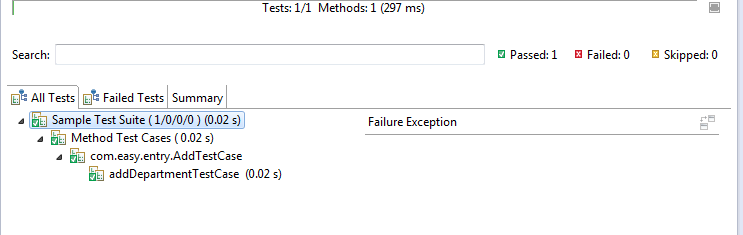 Tests: 1/1 Methods: 1 (297 ms)
Search: Passed: 1 Failed: 0 Skipped: 0
All Tests Failed Tests Summary
Sample Test Suite ( 1/0/0/0 ) (0.02 s) Failure Exception
Method Test Cases ( 0.02 s)
com.easy.entry.AddTestCase
addDepartmentTestCase (0.02 s)